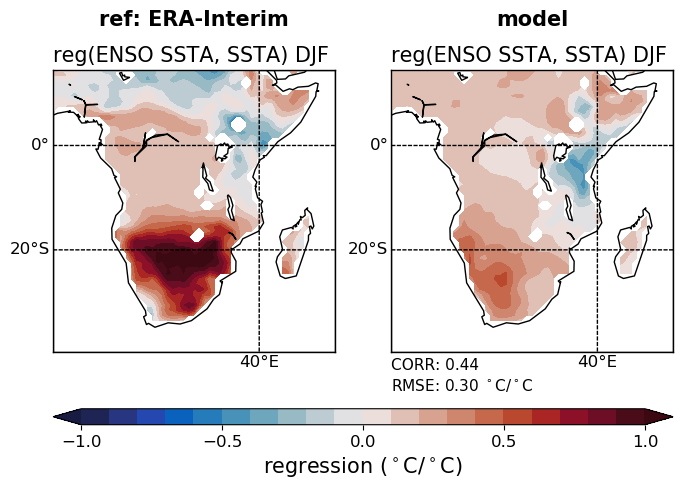 ref: ERA-Interim
model
reg(ENSO SSTA, SSTA) DJF
reg(ENSO SSTA, SSTA) DJF
0°
0°
20°S
20°S
40°E
40°E
CORR: 0.44
RMSE: 0.30 °C/°C
−1.0
−0.5
0.0
0.5
1.0
regression (°C/°C)